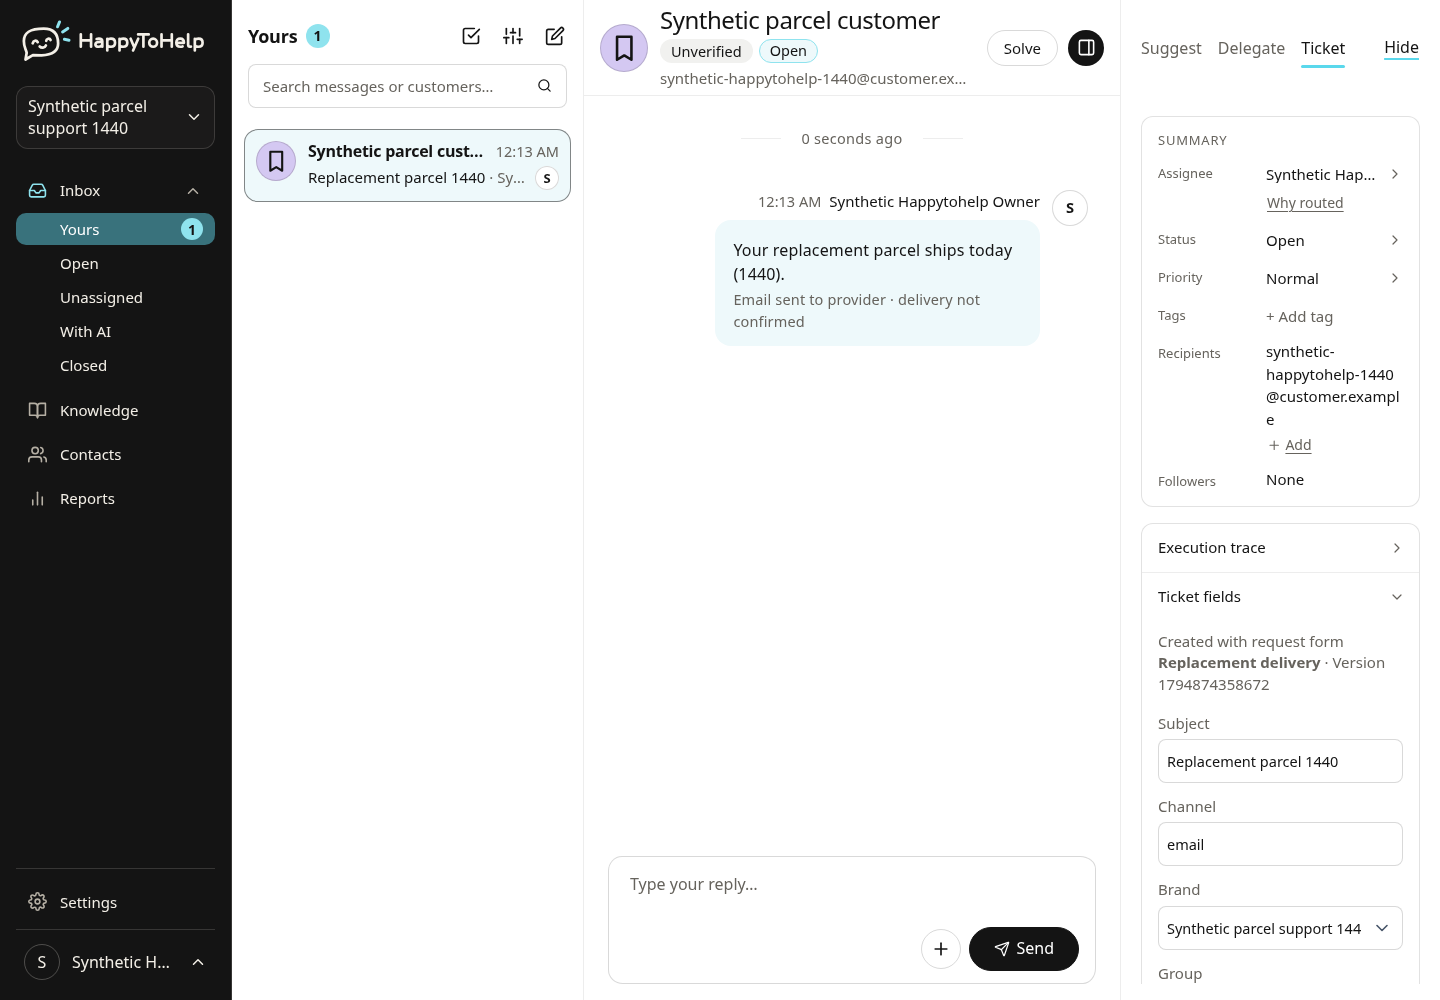 HappyToHelp
Synthetic parcel
support 1440
Inbox
Yours 1
Open
Unassigned
With AI
Closed
Knowledge
Contacts
Reports
Settings
S Synthetic H...
Yours 1
Search messages or customers...
Synthetic parcel cust... 12:13 AM
Replacement parcel 1440 · Sy... S
Synthetic parcel customer
Unverified Open
synthetic-happytohelp-1440@customer.ex...
Solve
0 seconds ago
12:13 AM Synthetic Happytohelp Owner S
Your replacement parcel ships today
(1440).
Email sent to provider · delivery not
confirmed
Type your reply...
Send
Suggest Delegate Ticket Hide
SUMMARY
Assignee Synthetic Hap...
Why routed
Status Open
Priority Normal
Tags + Add tag
Recipients synthetic-
happytohelp-1440
@customer.exampl
e
+ Add
Followers None
Execution trace
Ticket fields
Created with request form
Replacement delivery · Version
1794874358672
Subject
Replacement parcel 1440
Channel
email
Brand
Synthetic parcel support 144
Group